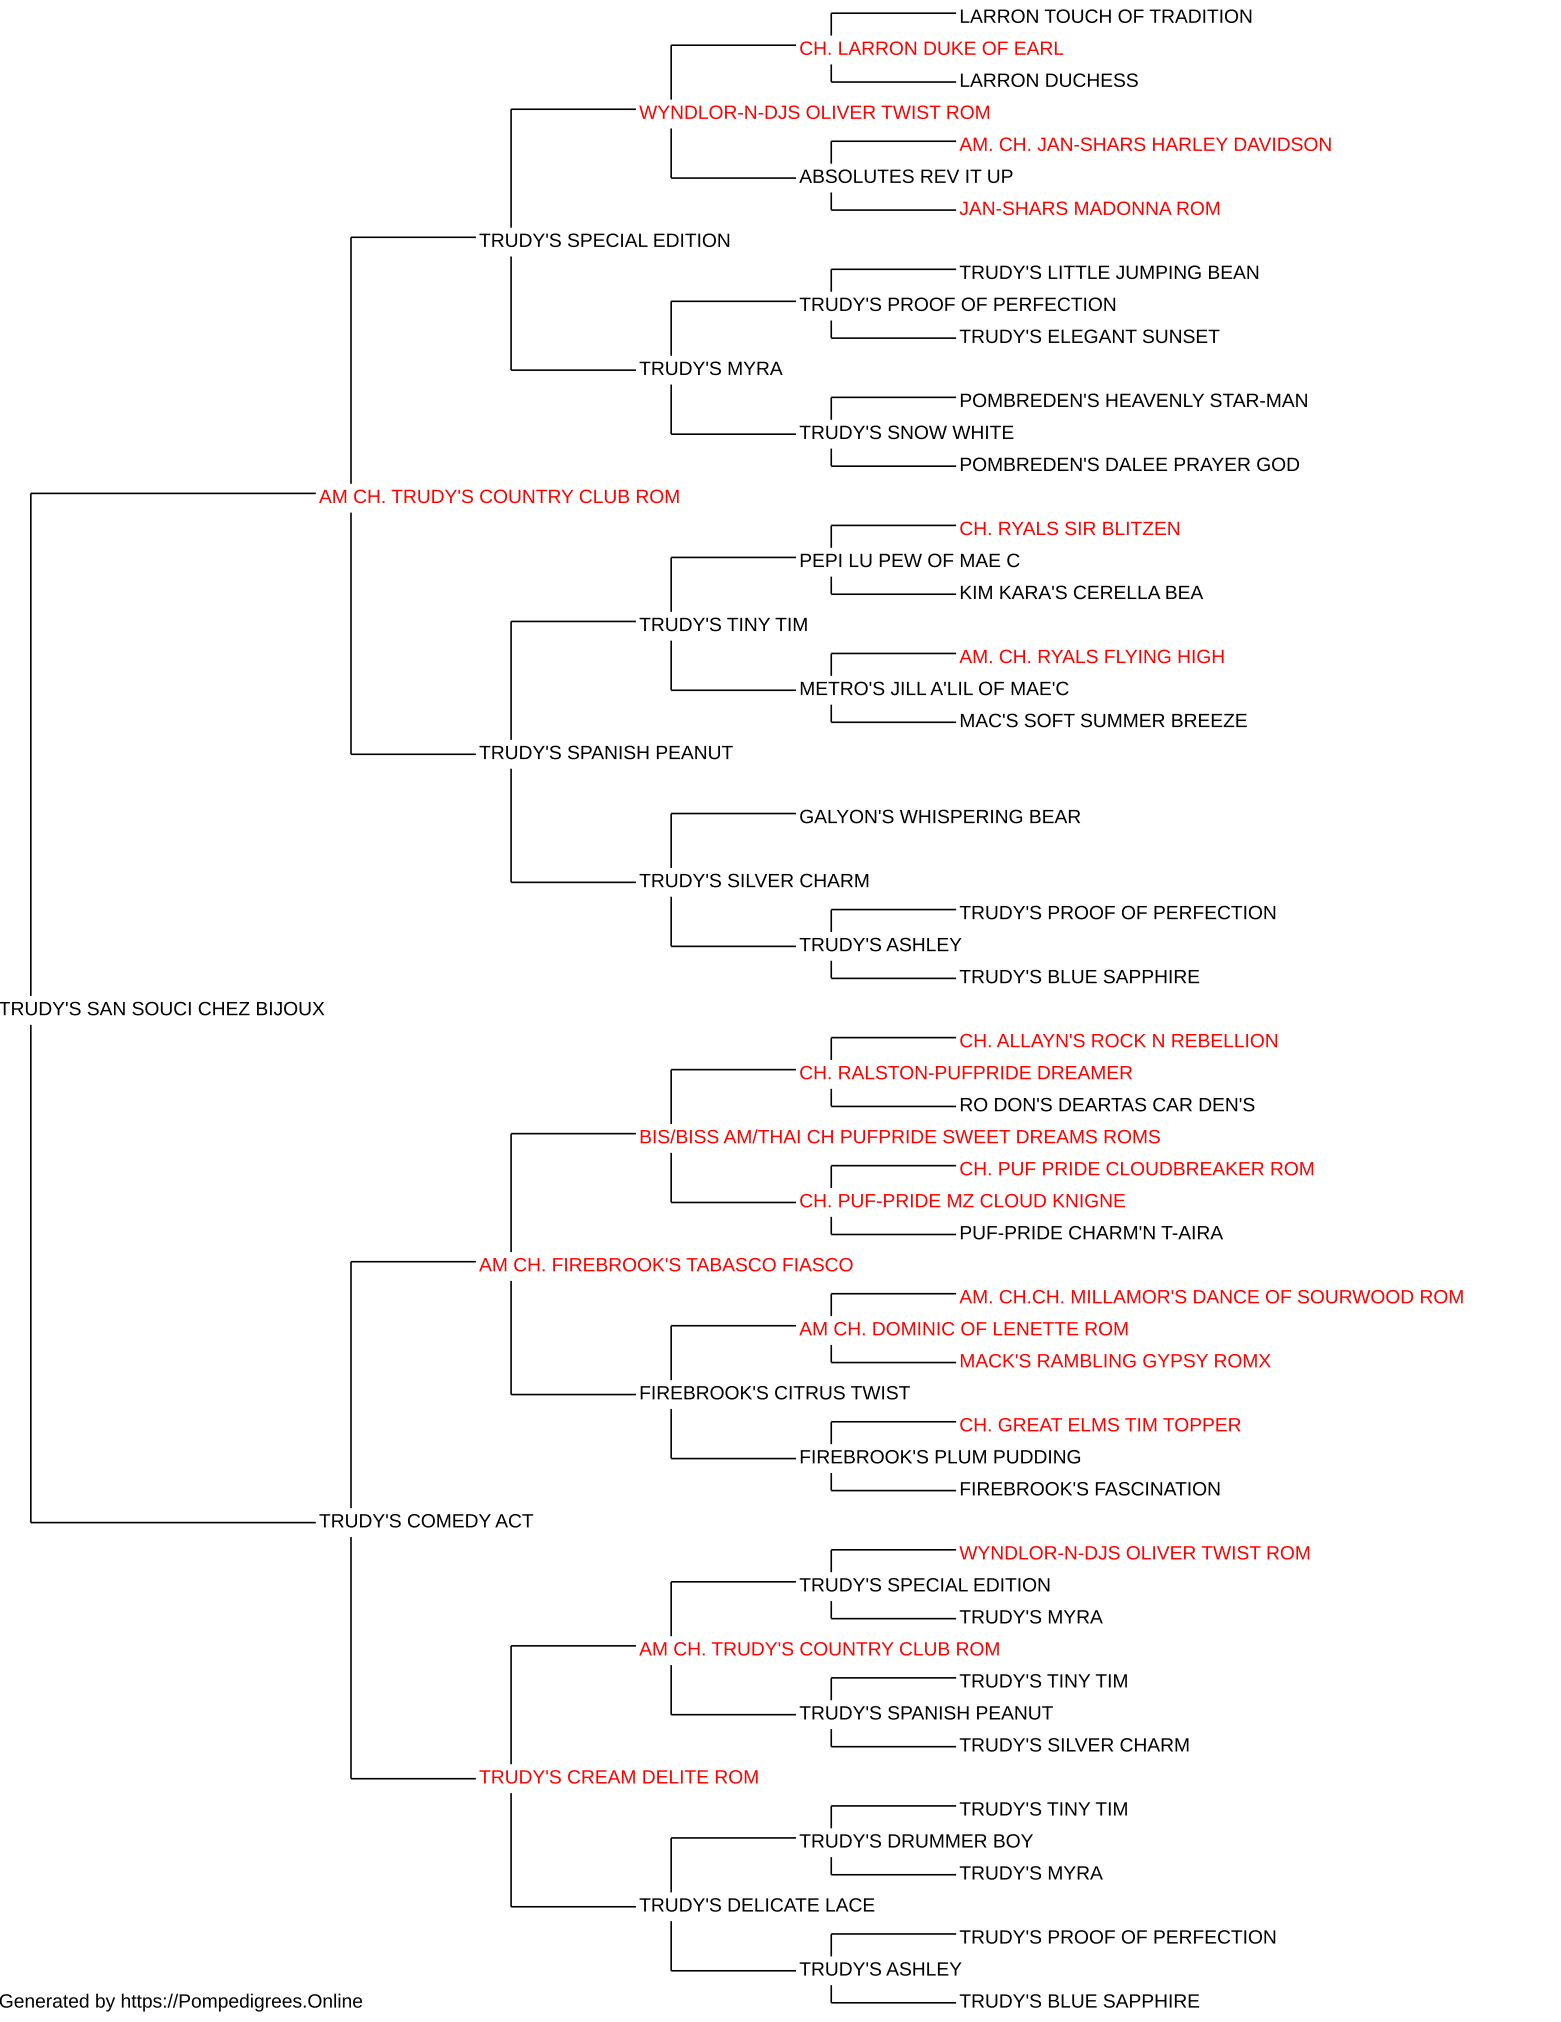 LARRON TOUCH OF TRADITION
CH. LARRON DUKE OF EARL
LARRON DUCHESS
WYNDLOR-N-DJS OLIVER TWIST ROM
AM. CH. JAN-SHARS HARLEY DAVIDSON
ABSOLUTES REV IT UP
JAN-SHARS MADONNA ROM
TRUDY'S SPECIAL EDITION
TRUDY'S LITTLE JUMPING BEAN
TRUDY'S PROOF OF PERFECTION
TRUDY'S ELEGANT SUNSET
TRUDY'S MYRA
POMBREDEN'S HEAVENLY STAR-MAN
TRUDY'S SNOW WHITE
POMBREDEN'S DALEE PRAYER GOD
AM CH. TRUDY'S COUNTRY CLUB ROM
CH. RYALS SIR BLITZEN
PEPI LU PEW OF MAE C
KIM KARA'S CERELLA BEA
TRUDY'S TINY TIM
AM. CH. RYALS FLYING HIGH
METRO'S JILL A'LIL OF MAE'C
MAC'S SOFT SUMMER BREEZE
TRUDY'S SPANISH PEANUT
GALYON'S WHISPERING BEAR
TRUDY'S SILVER CHARM
TRUDY'S PROOF OF PERFECTION
TRUDY'S ASHLEY
TRUDY'S BLUE SAPPHIRE
TRUDY'S SAN SOUCI CHEZ BIJOUX
CH. ALLAYN'S ROCK N REBELLION
CH. RALSTON-PUFPRIDE DREAMER
RO DON'S DEARTAS CAR DEN'S
BIS/BISS AM/THAI CH PUFPRIDE SWEET DREAMS ROMS
CH. PUF PRIDE CLOUDBREAKER ROM
CH. PUF-PRIDE MZ CLOUD KNIGNE
PUF-PRIDE CHARM'N T-AIRA
AM CH. FIREBROOK'S TABASCO FIASCO
AM. CH.CH. MILLAMOR'S DANCE OF SOURWOOD ROM
AM CH. DOMINIC OF LENETTE ROM
MACK'S RAMBLING GYPSY ROMX
FIREBROOK'S CITRUS TWIST
CH. GREAT ELMS TIM TOPPER
FIREBROOK'S PLUM PUDDING
FIREBROOK'S FASCINATION
TRUDY'S COMEDY ACT
WYNDLOR-N-DJS OLIVER TWIST ROM
TRUDY'S SPECIAL EDITION
TRUDY'S MYRA
AM CH. TRUDY'S COUNTRY CLUB ROM
TRUDY'S TINY TIM
TRUDY'S SPANISH PEANUT
TRUDY'S SILVER CHARM
TRUDY'S CREAM DELITE ROM
TRUDY'S TINY TIM
TRUDY'S DRUMMER BOY
TRUDY'S MYRA
TRUDY'S DELICATE LACE
TRUDY'S PROOF OF PERFECTION
TRUDY'S ASHLEY
TRUDY'S BLUE SAPPHIRE
Generated by https://Pompedigrees.Online